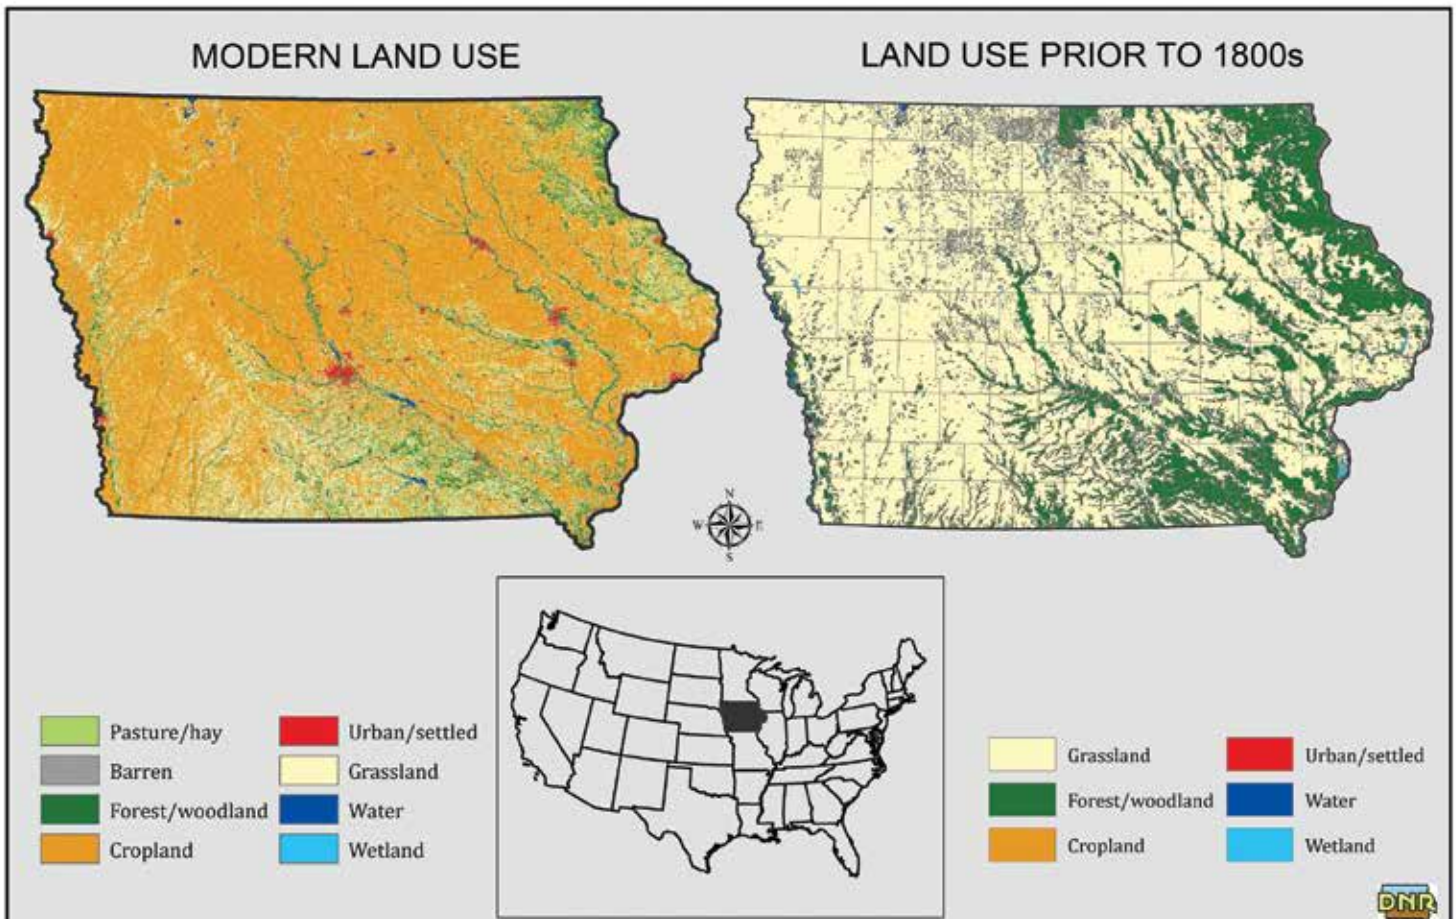 MODERN LAND USE
LAND USE PRIOR TO 1800s
N
W E
S
Pasture/hay
Urban/settled
Barren
Grassland
Forest/woodland
Water
Cropland
Wetland
Grassland
Urban/settled
Forest/woodland
Water
Cropland
Wetland
DNR